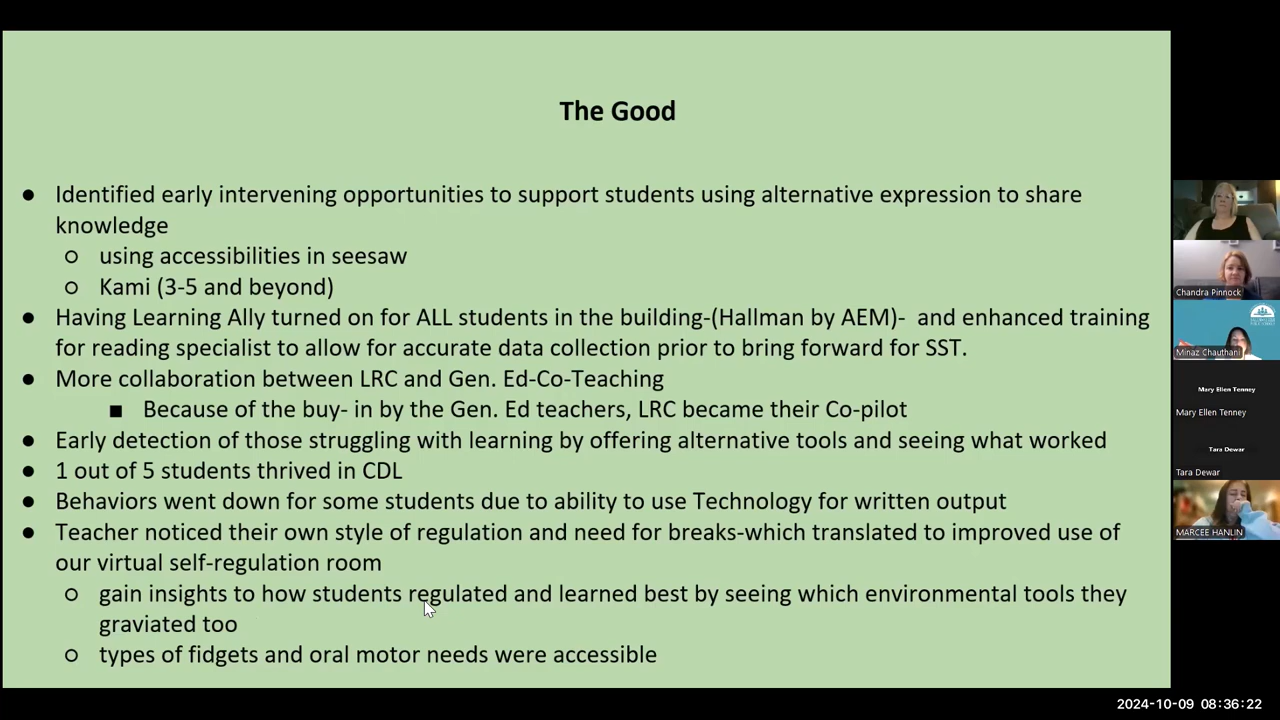 The Good
● Identified early intervening opportunities to support students using alternative expression to share
knowledge
○ using accessibilities in seesaw
○ Kami (3-5 and beyond)
● Having Learning Ally turned on for ALL students in the building-(Hallman by AEM)- and enhanced training
for reading specialist to allow for accurate data collection prior to bring forward for SST.
● More collaboration between LRC and Gen. Ed-Co-Teaching
■ Because of the buy- in by the Gen. Ed teachers, LRC became their Co-pilot
● Early detection of those struggling with learning by offering alternative tools and seeing what worked
● 1 out of 5 students thrived in CDL
● Behaviors went down for some students due to ability to use Technology for written output
● Teacher noticed their own style of regulation and need for breaks-which translated to improved use of
our virtual self-regulation room
○ gain insights to how students regulated and learned best by seeing which environmental tools they
graviated too
○ types of fidgets and oral motor needs were accessible
Chandra Pinnock
Minaz Chauthani
Mary Ellen Tenney
Mary Ellen Tenney
Tara Dewar
Tara Dewar
MARCEE HANLIN
2024-10-09 08:36:22